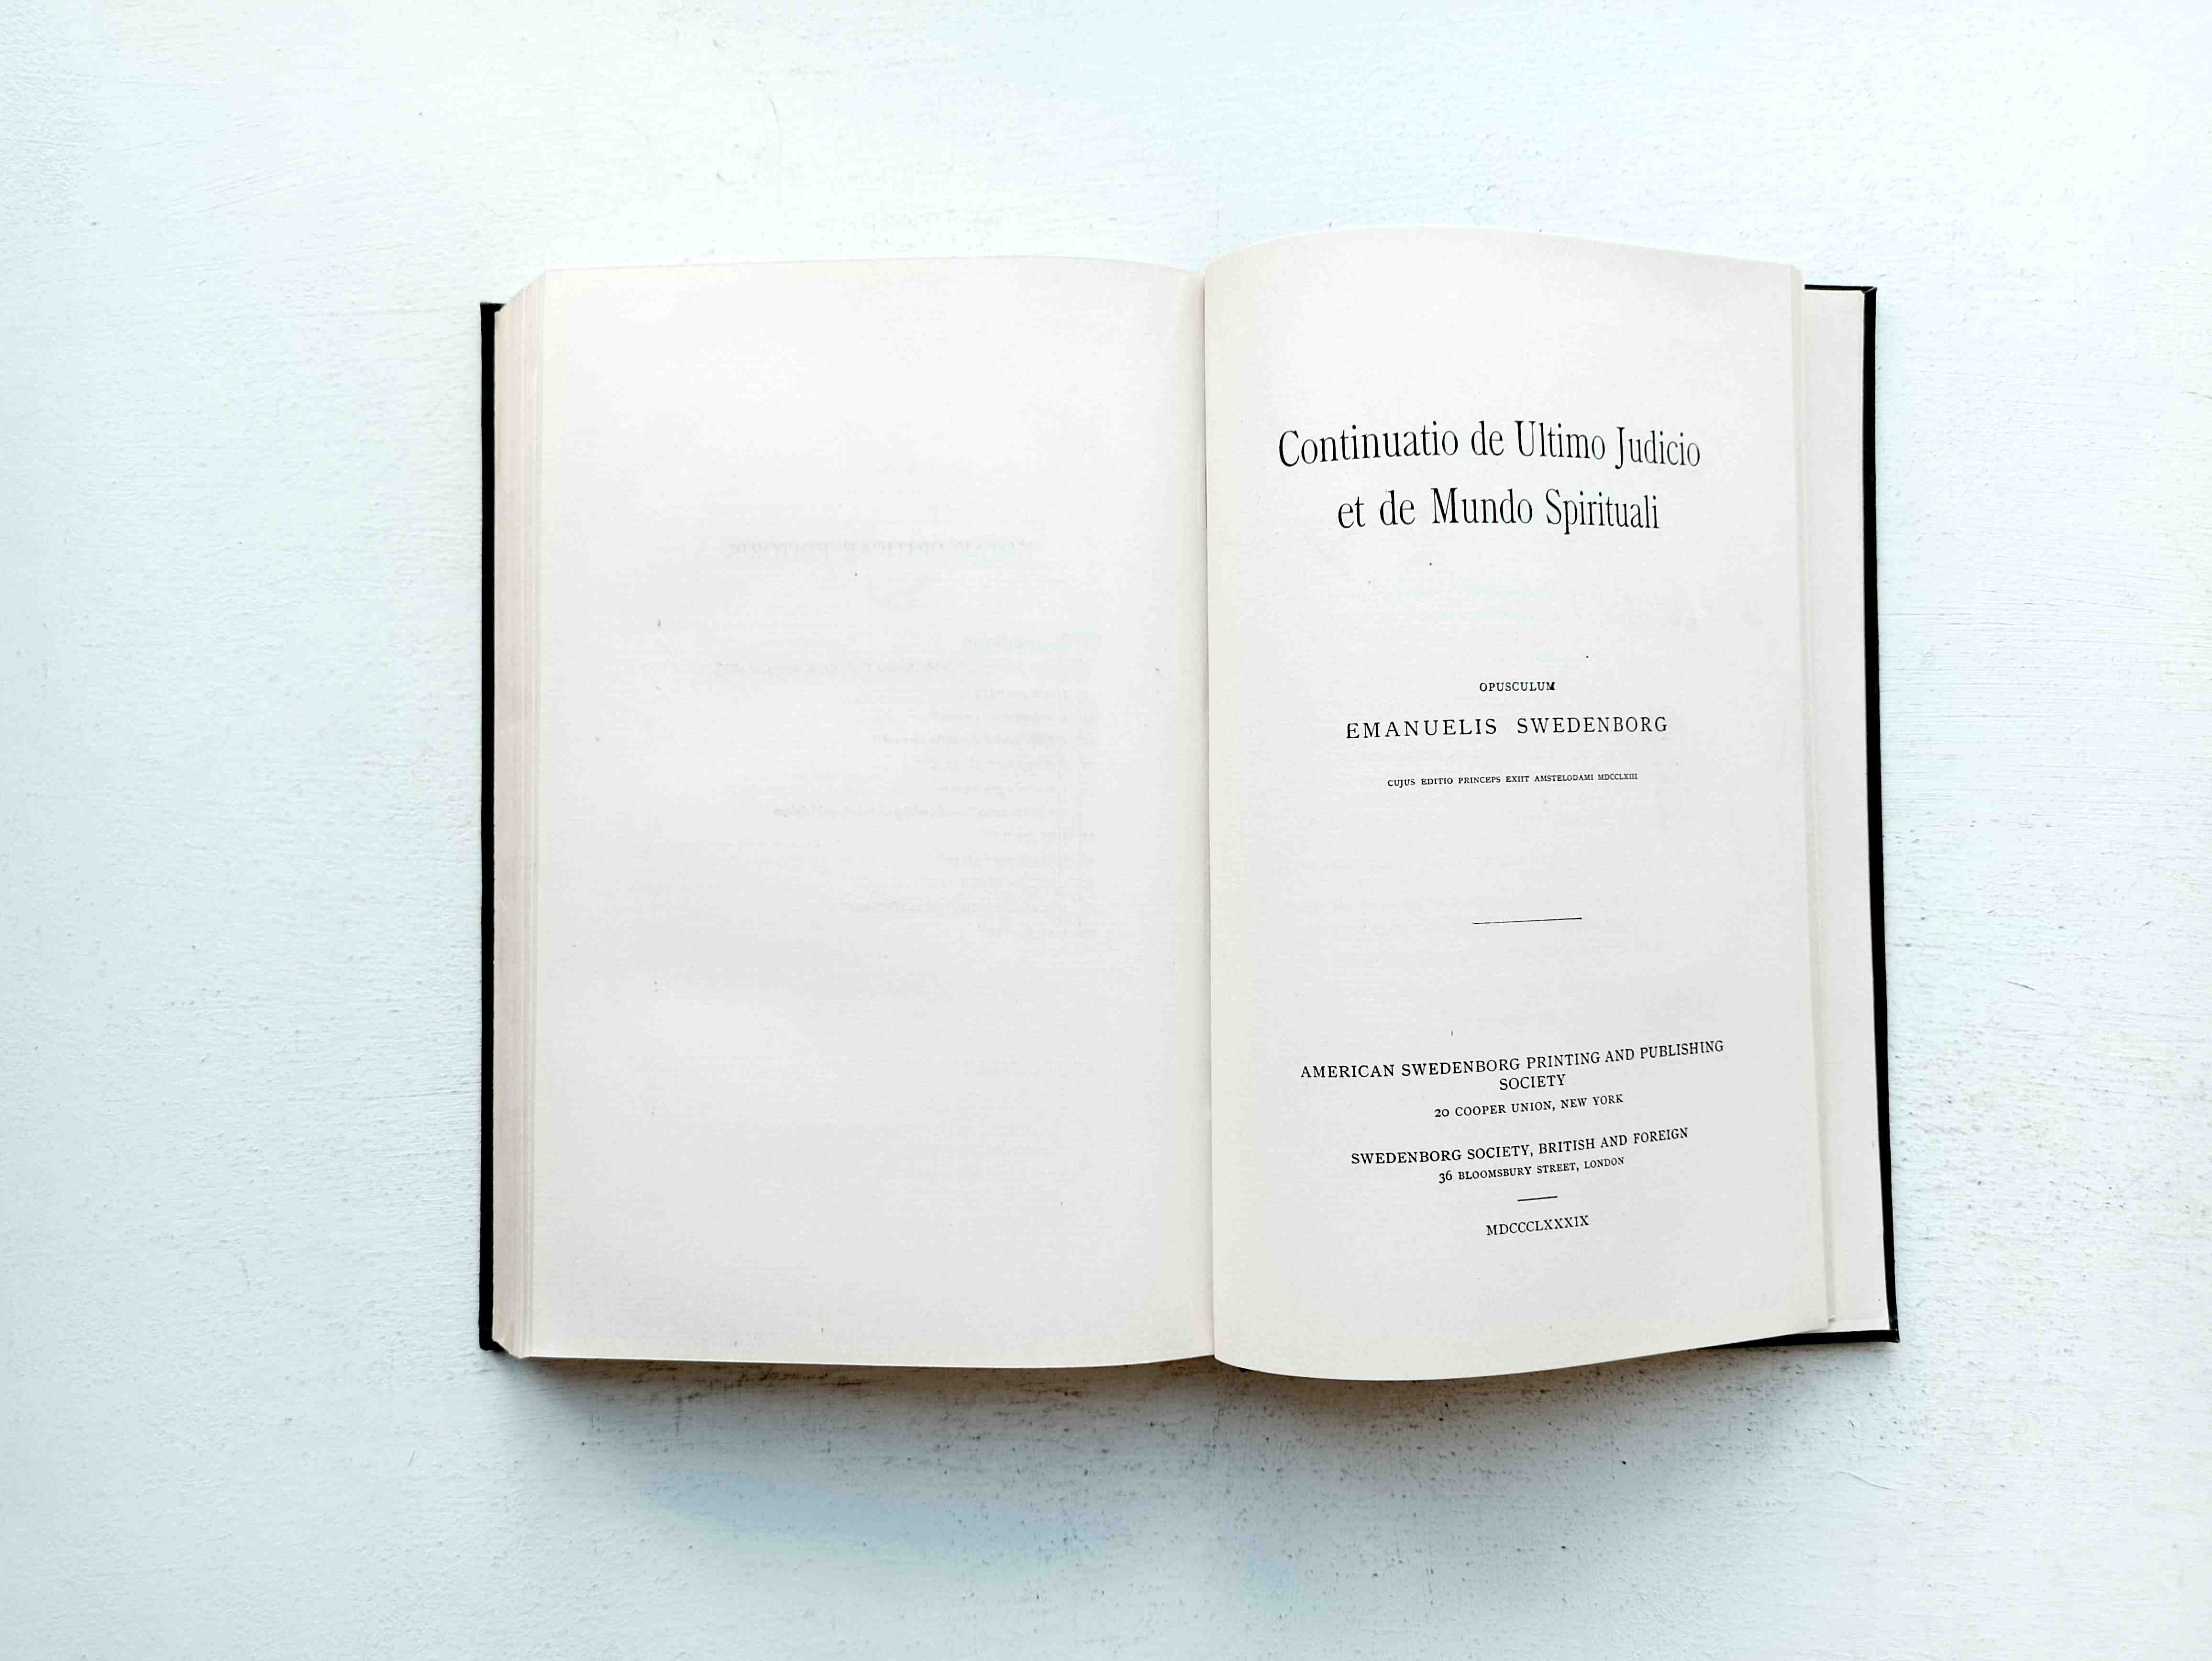 Continuatio de Ultimo Judicio
et de Mundo Spirituali
OPUSCULUM
EMANUELIS SWEDENBORG
CUJUS EDITIO PRINCEPS EXIIT AMSTELODAMI MDCCLXIII
AMERICAN SWEDENBORG PRINTING AND PUBLISHING
SOCIETY
20 COOPER UNION, NEW YORK
SWEDENBORG SOCIETY, BRITISH AND FOREIGN
36 BLOOMSBURY STREET, LONDON
MDCCCLXXXIX